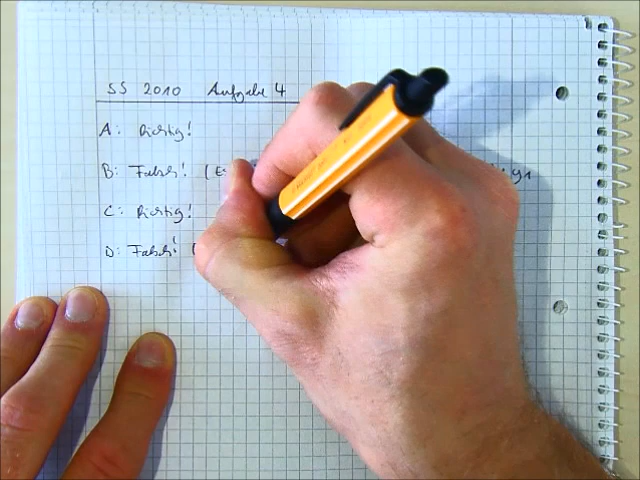 SS 2010 Aufgabe 4
A: Richtig!
B: Falsch! (
C: Richtig!
D: Falsch! (